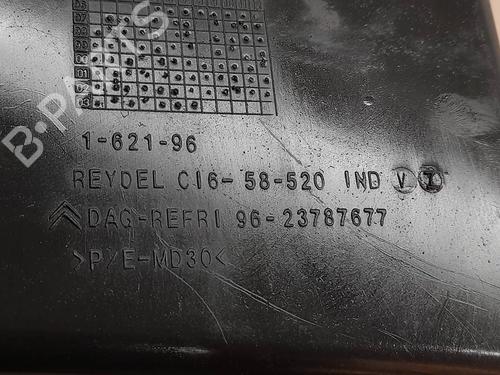 B-PARTS
1-621-96
REYDEL C16-58-520 IND V Z
DAG-REFRI 96-23787677
>P/E-MD30<